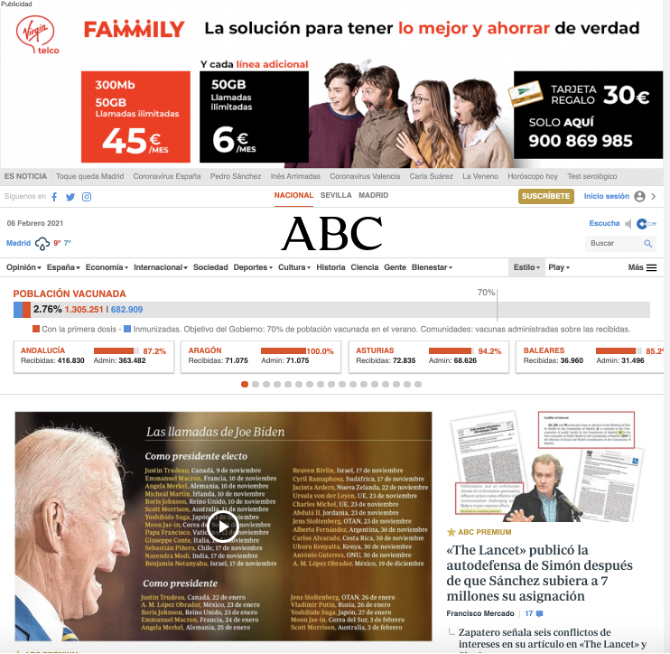 Publicidad
Virgin
telco
FAMMMILY
La solución para tener lo mejor y ahorrar de verdad
Y cada línea adicional
300Mb
50GB
Llamadas ilimitadas
45€
/MES
50GB
Llamadas ilimitadas
6€
/MES
TARJETA
REGALO
30€
SOLO AQUÍ
900 869 985
ES NOTICIA Toque queda Madrid Coronavirus España Pedro Sánchez Inés Arrimadas Coronavirus Valencia Carla Suárez La Veneno Horóscopo hoy Test serológico
Síguenos en
NACIONAL SEVILLA MADRID
SUSCRÍBETE Inicio sesión
06 Febrero 2021
ABC
Escucha
Madrid 9° 7°
Buscar
Opinión España Economía Internacional Sociedad Deportes Cultura Historia Ciencia Gente Bienestar Estilo Play Más
POBLACIÓN VACUNADA
70%
2.76% 1.305.251 | 682.909
Con la primera dosis - Inmunizadas. Objetivo del Gobierno: 70% de población vacunada en el verano. Comunidades: vacunas administradas sobre las recibidas.
ANDALUCÍA 87.2%
Recibidas: 416.830 Admin: 363.482
ARAGÓN 100.0%
Recibidas: 71.075 Admin: 71.075
ASTURIAS 94.2%
Recibidas: 72.835 Admin: 68.626
BALEARES 85.2%
Recibidas: 36.960 Admin: 31.496
Las llamadas de Joe Biden
Como presidente electo
Justin Trudeau, Canadá, 9 de noviembre
Emmanuel Macron, Francia, 10 de noviembre
Angela Merkel, Alemania, 10 de noviembre
Micheal Martin, Irlanda, 10 de noviembre
Boris Johnson, Reino Unido, 10 de noviembre
Scott Morrison, Australia, de noviembre
Yoshihide Suga, Japón, de noviembre
Moon Jae-in, Corea de noviembre
Papa Francisco, de noviembre
Giuseppe Conte, de noviembre
Sebastián Piñera, Chile, 17 de noviembre
Narendra Modi, India, 17 de noviembre
Benjamin Netanyahu, Israel, 17 de noviembre
Reuven Rivlin, Israel, 17 de noviembre
Cyril Ramaphosa, Sudáfrica, 17 de noviembre
Jacinta Ardern, Nueva Zelanda, 22 de noviembre
Ursula von der Leyen, UE, 23 de noviembre
Charles Michel, UE, 23 de noviembre
Abdulá II, Jordania, 23 de noviembre
Jens Stoltenberg, OTAN, 23 de noviembre
Alberto Fernández, Argentina, 30 de noviembre
Carlos Alvarado, Costa Rica, 30 de noviembre
Uhuru Kenyatta, Kenia, 30 de noviembre
António Guterres, ONU, 30 de noviembre
A. M. López Obrador, México, 19 de diciembre
Como presidente
Justin Trudeau, Canadá, 22 de enero
A. M. López Obrador, México, 23 de enero
Boris Johnson, Reino Unido, 23 de enero
Emmanuel Macron, Francia, 24 de enero
Angela Merkel, Alemania, 25 de enero
Jens Stoltenberg, OTAN, 26 de enero
Vladimir Putin, Rusia, 26 de enero
Yoshihide Suga, Japón, 27 de enero
Moon Jae-in, Corea del Sur, 3 de febrero
Scott Morrison, Australia, 3 de febrero
ABC PREMIUM
«The Lancet» publicó la
autodefensa de Simón después
de que Sánchez subiera a 7
millones su asignación
Francisco Mercado | 17
Zapatero señala seis conflictos de
intereses en su artículo en «The Lancet» y